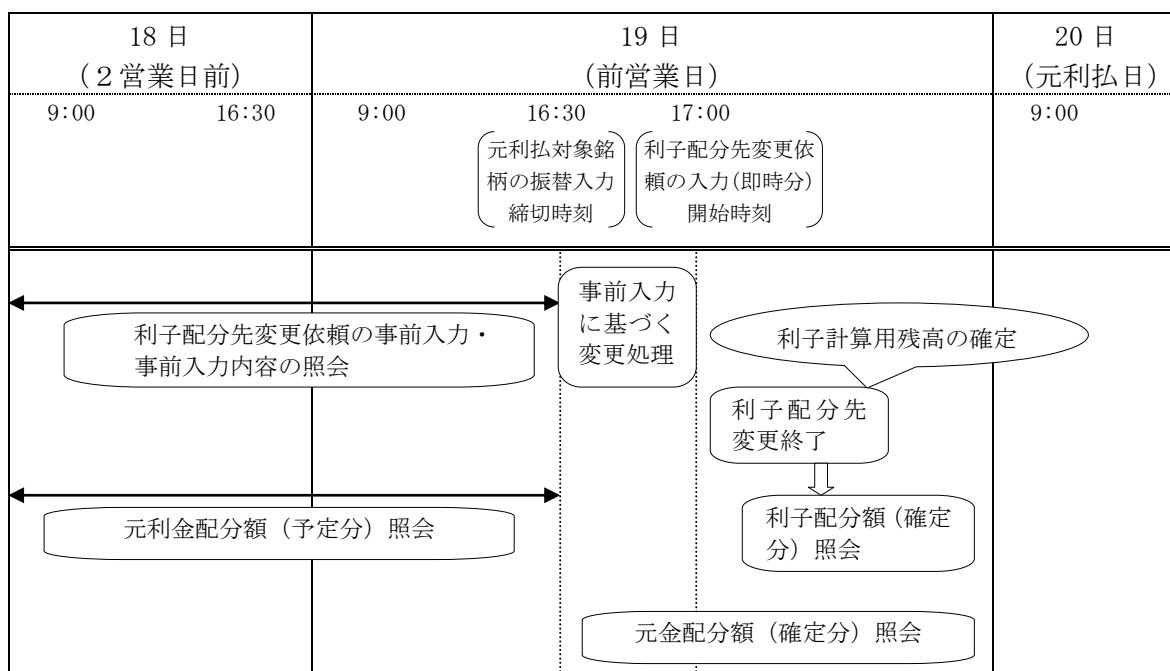 18 日
(２営業日前)
19 日
(前営業日)
20 日
(元利払日)
9:00
16:30
9:00
16:30
17:00
9:00
元利払対象銘
柄の振替入力
締切時刻
利子配分先変更依
頼の入力(即時分)
開始時刻
利子配分先変更依頼の事前入力・
事前入力内容の照会
事前入力
に基づく
変更処理
利子計算用残高の確定
利子配分先
変更終了
元利金配分額（予定分）照会
利子配分額（確定
分）照会
元金配分額（確定分）照会